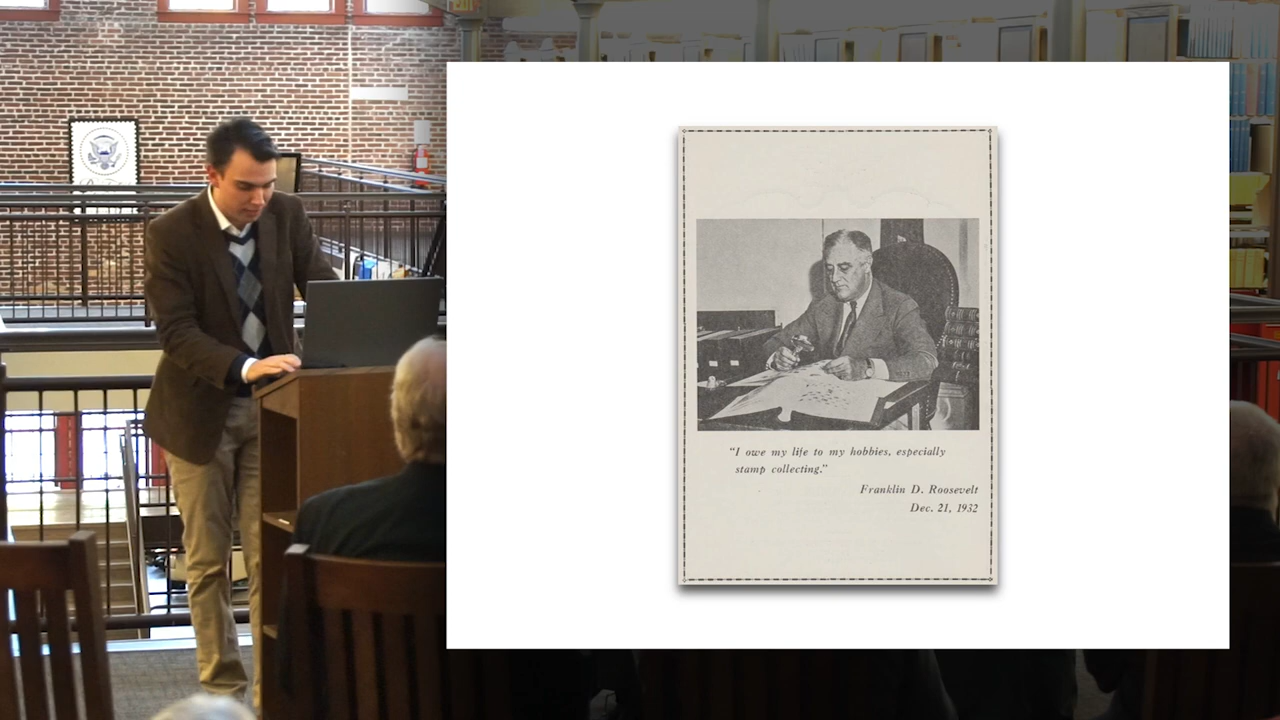 "I owe my life to my hobbies, especially
stamp collecting."
Franklin D. Roosevelt
Dec. 21, 1932